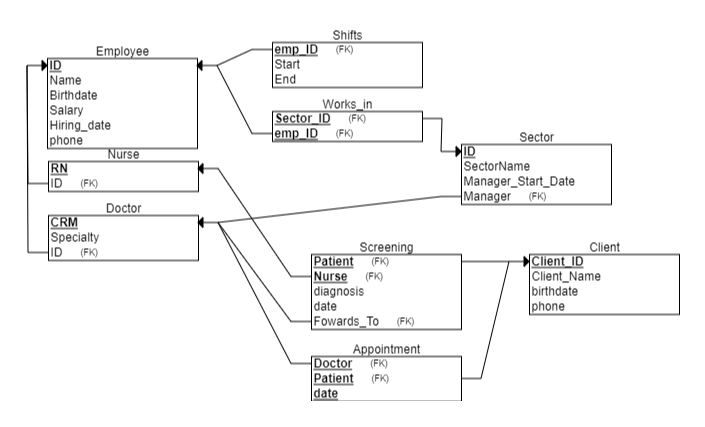 Employee
ID
Name
Birthdate
Salary
Hiring_date
phone
Nurse
RN
ID (FK)
Doctor
CRM
Specialty
ID (FK)
Shifts
emp_ID (FK)
Start
End
Works_in
Sector_ID (FK)
emp_ID (FK)
Sector
ID
SectorName
Manager_Start_Date
Manager (FK)
Screening
Patient (FK)
Nurse (FK)
diagnosis
date
Fowards_To (FK)
Appointment
Doctor (FK)
Patient (FK)
date
Client
Client_ID
Client_Name
birthdate
phone